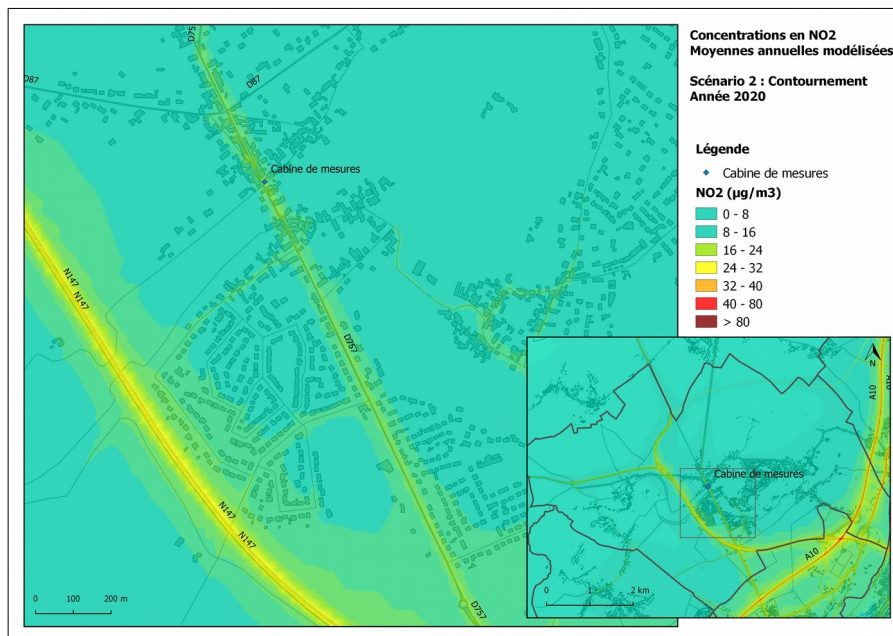 Concentrations en NO2
Moyennes annuelles modélisées
Scénario 2 : Contournement
Année 2020
Légende
Cabine de mesures
NO2 (µg/m3)
0 - 8
8 - 16
16 - 24
24 - 32
32 - 40
40 - 80
> 80
D75
D87
D87
Cabine de mesures
N147
N147
D757
N147
N147
D757
0 100 200 m
N
A10
A10
Cabine de mesures
A10
0 1 2 km